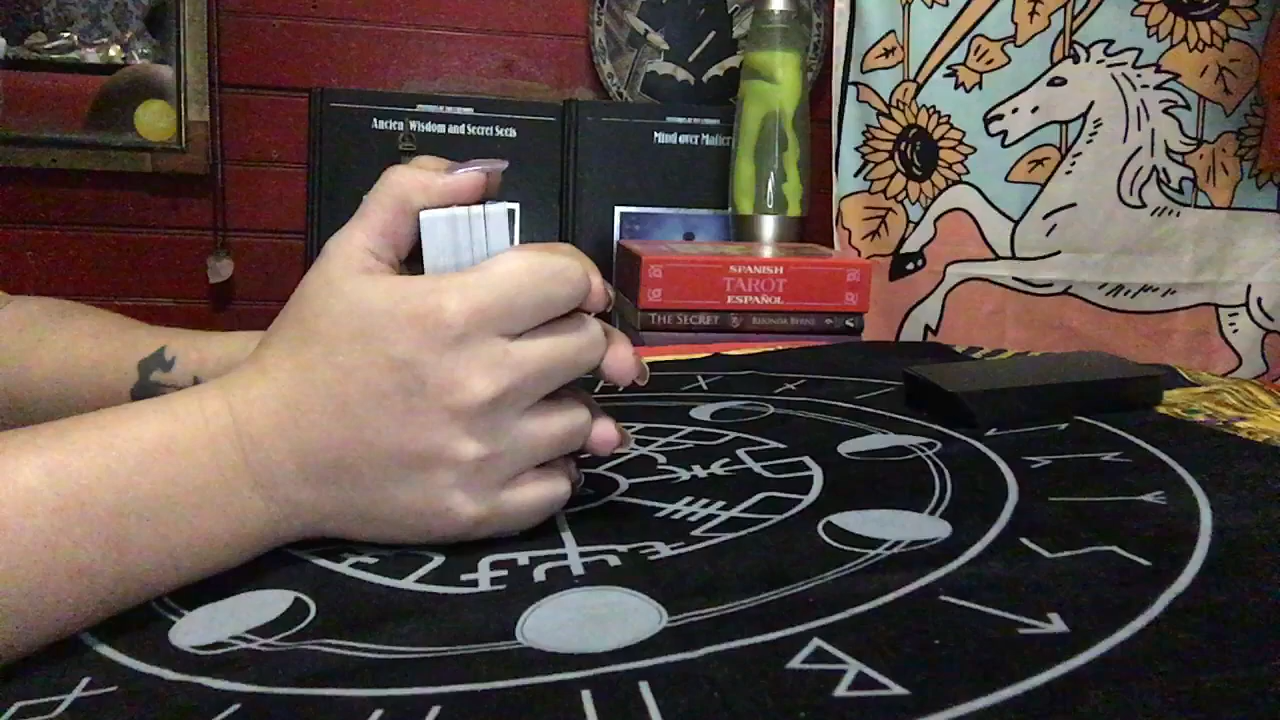 Ancient Wisdom and Secret Sects
Mind over Matter
SPANISH
TAROT
ESPAÑOL
THE SECRET
RHONDA BYRNE